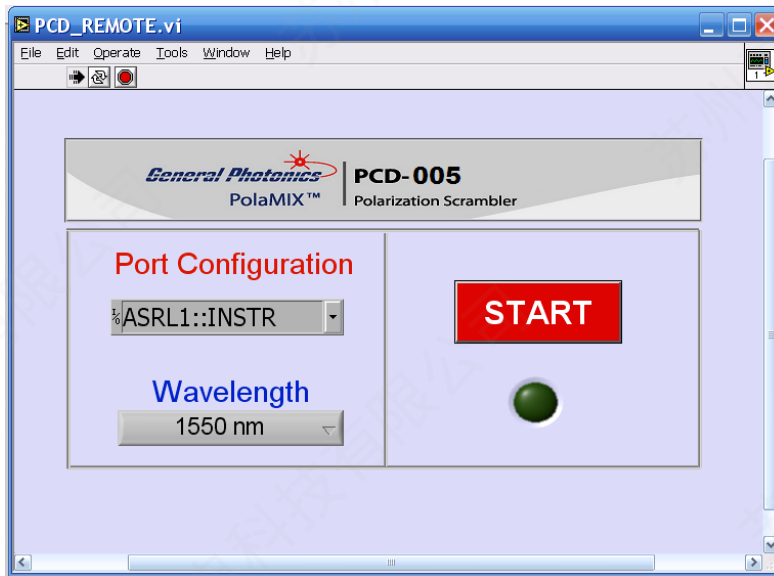 PCD_REMOTE.vi
File Edit Operate Tools Window Help
1
General Photonics
PolaMIX™
PCD-005
Polarization Scrambler
Port Configuration
ASRL1::INSTR
START
Wavelength
1550 nm